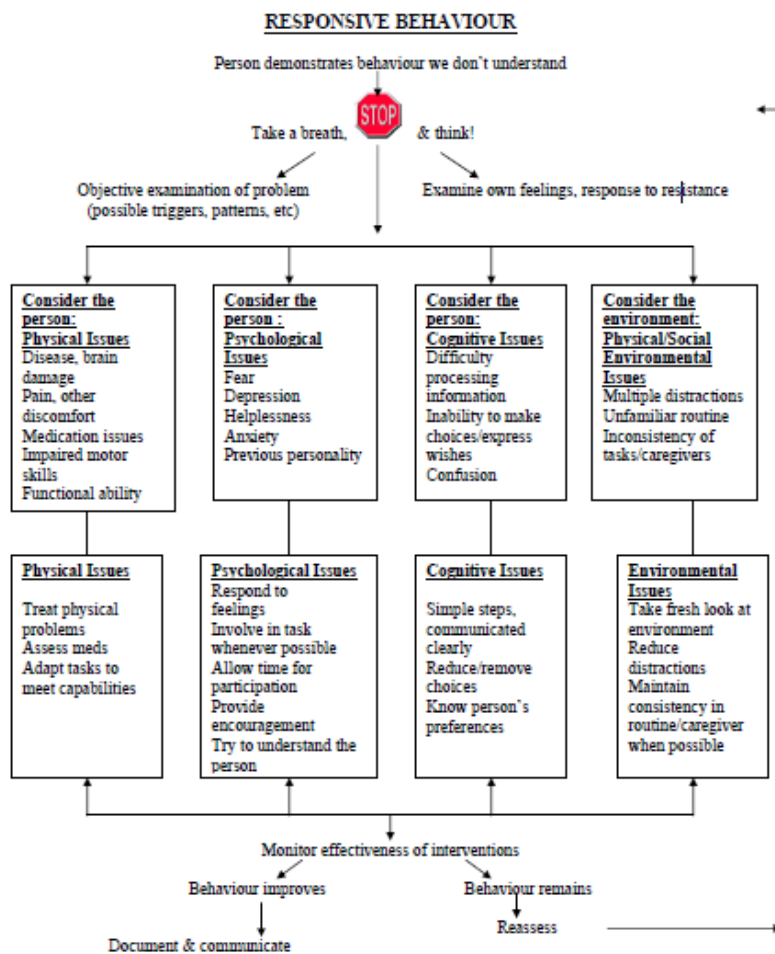 RESPONSIVE BEHAVIOUR
Person demonstrates behaviour we don't understand
STOP
Take a breath, & think!
Objective examination of problem
(possible triggers, patterns, etc)
Examine own feelings, response to resistance
Consider the
person:
Physical Issues
Disease, brain
damage
Pain, other
discomfort
Medication issues
Impaired motor
skills
Functional ability
Consider the
person :
Psychological
Issues
Fear
Depression
Helplessness
Anxiety
Previous personality
Consider the
person:
Cognitive Issues
Difficulty
processing
information
Inability to make
choices/express
wishes
Confusion
Consider the
environment:
Physical/Social
Environmental
Issues
Multiple distractions
Unfamiliar routine
Inconsistency of
tasks/caregivers
Physical Issues
Treat physical
problems
Assess meds
Adapt tasks to
meet capabilities
Psychological Issues
Respond to
feelings
Involve in task
whenever possible
Allow time for
participation
Provide
encouragement
Try to understand the
person
Cognitive Issues
Simple steps,
communicated
clearly
Reduce/remove
choices
Know person's
preferences
Environmental
Issues
Take fresh look at
environment
Reduce
distractions
Maintain
consistency in
routine/caregiver
when possible
Monitor effectiveness of interventions
Behaviour improves
Behaviour remains
Reassess
Document & communicate